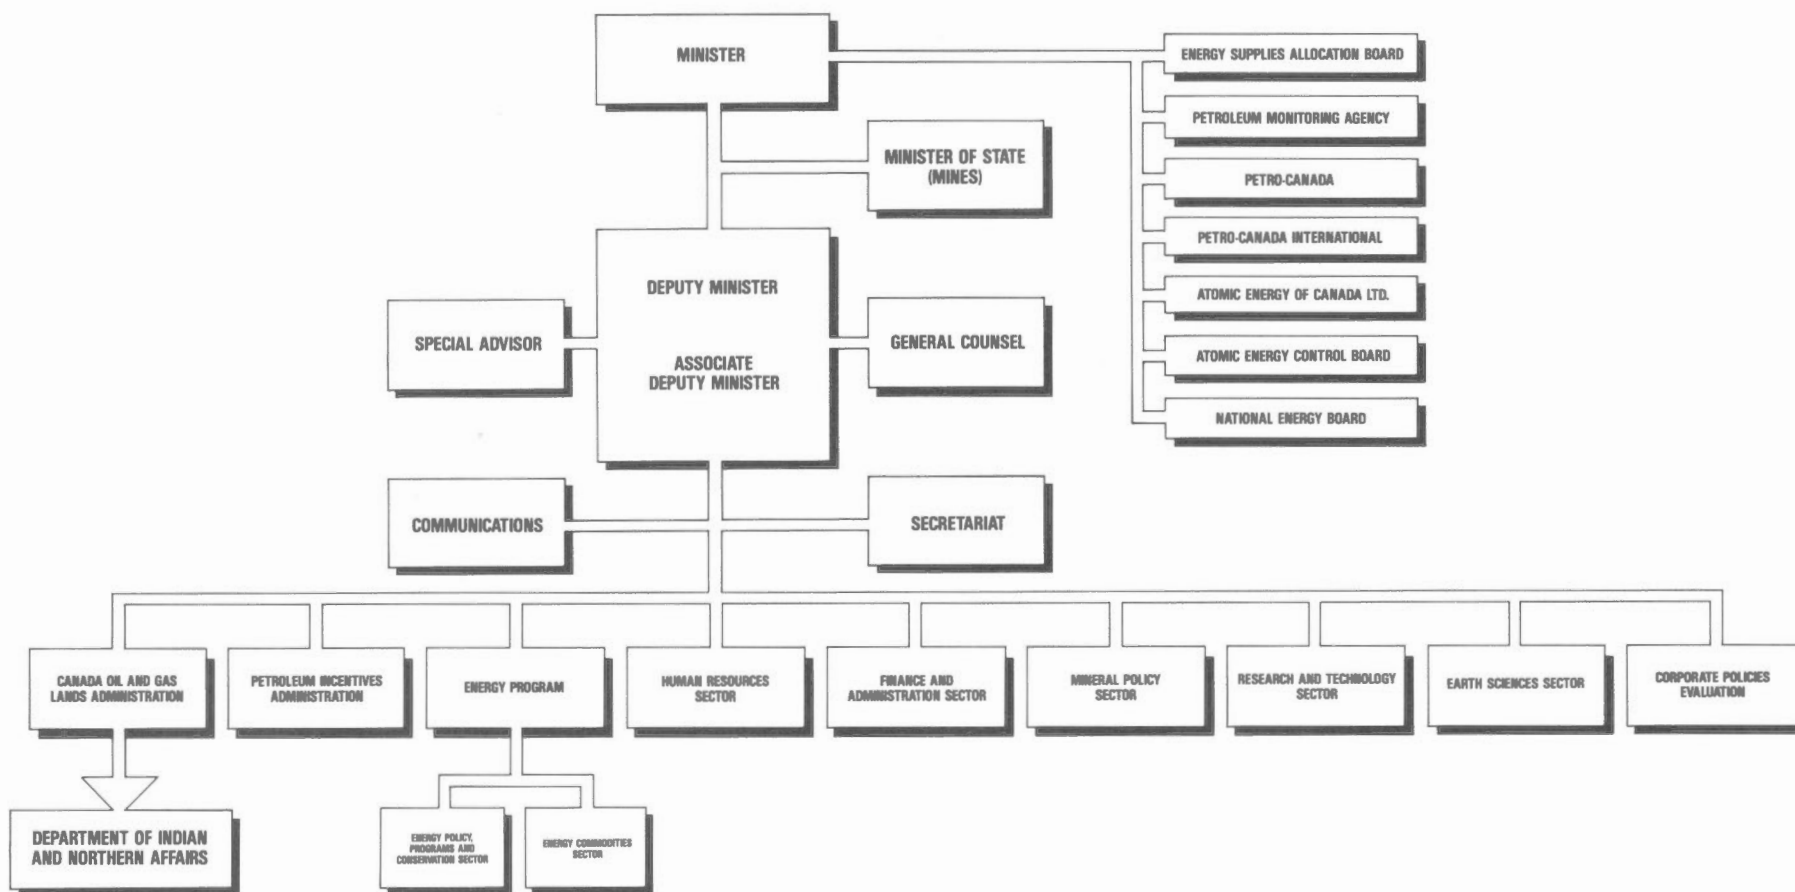 MINISTER
ENERGY SUPPLIES ALLOCATION BOARD
PETROLEUM MONITORING AGENCY
MINISTER OF STATE
(MINES)
PETRO-CANADA
PETRO-CANADA INTERNATIONAL
DEPUTY MINISTER
ASSOCIATE
DEPUTY MINISTER
ATOMIC ENERGY OF CANADA LTD.
SPECIAL ADVISOR
GENERAL COUNSEL
ATOMIC ENERGY CONTROL BOARD
NATIONAL ENERGY BOARD
COMMUNICATIONS
SECRETARIAT
CANADA OIL AND GAS
LANDS ADMINISTRATION
PETROLEUM INCENTIVES
ADMINISTRATION
ENERGY PROGRAM
HUMAN RESOURCES
SECTOR
FINANCE AND
ADMINISTRATION SECTOR
MINERAL POLICY
SECTOR
RESEARCH AND TECHNOLOGY
SECTOR
EARTH SCIENCES SECTOR
CORPORATE POLICIES
EVALUATION
DEPARTMENT OF INDIAN
AND NORTHERN AFFAIRS
ENERGY POLICY,
PROGRAMS AND
CONSERVATION SECTOR
ENERGY COMMODITIES
SECTOR